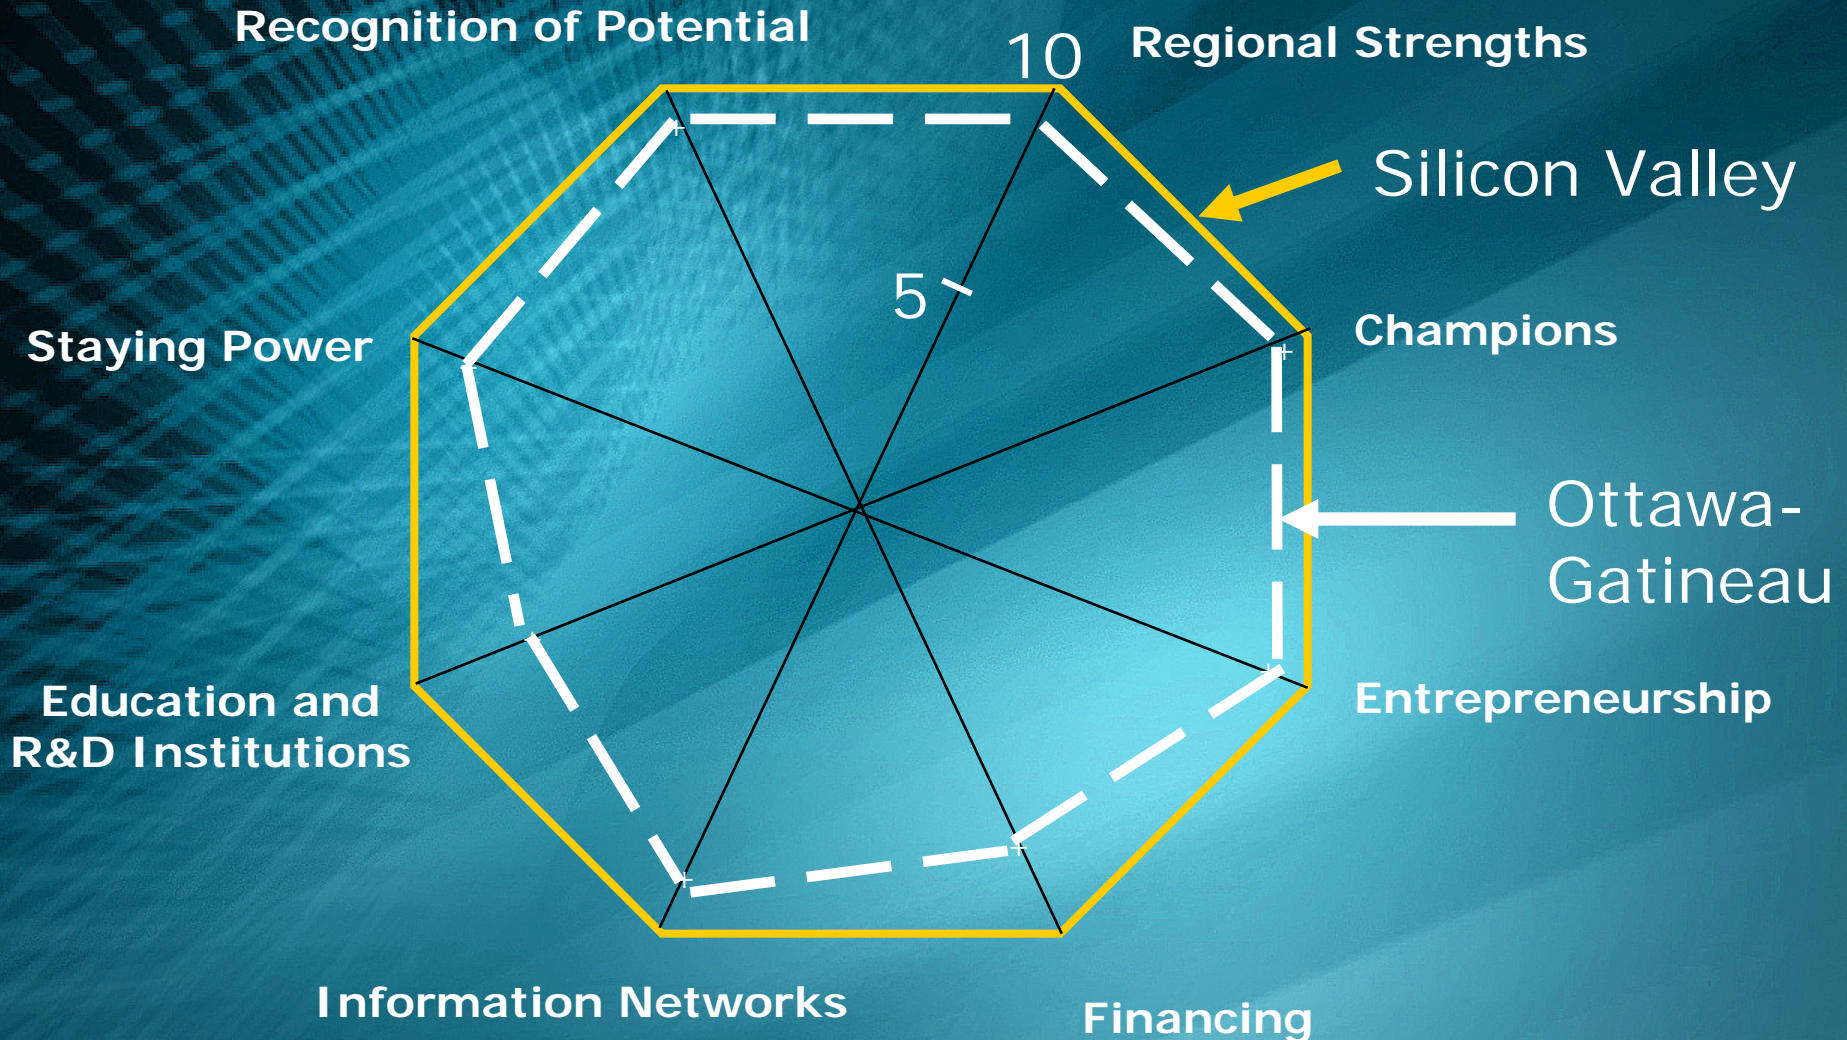 Recognition of Potential
10
Regional Strengths
Silicon Valley
5
Staying Power
Champions
Ottawa-
Gatineau
Education and
R&D Institutions
Entrepreneurship
Information Networks
Financing